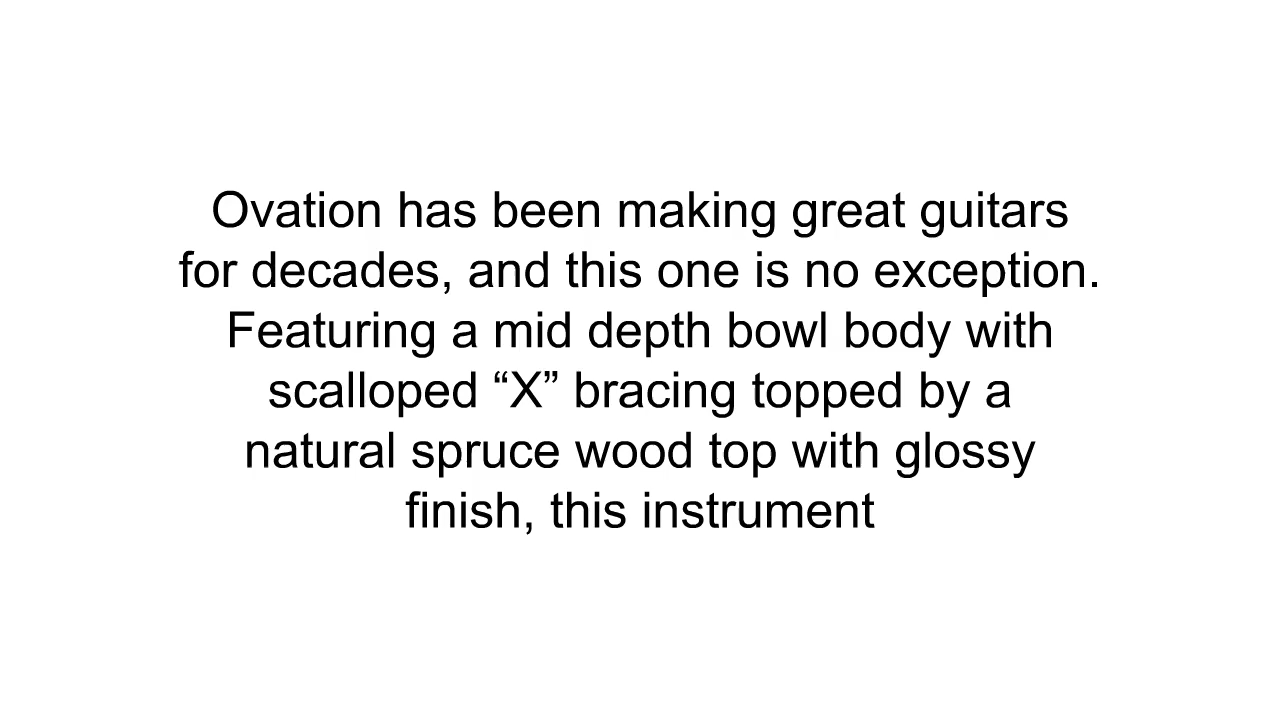 Ovation has been making great guitars
for decades, and this one is no exception.
Featuring a mid depth bowl body with
scalloped “X” bracing topped by a
natural spruce wood top with glossy
finish, this instrument